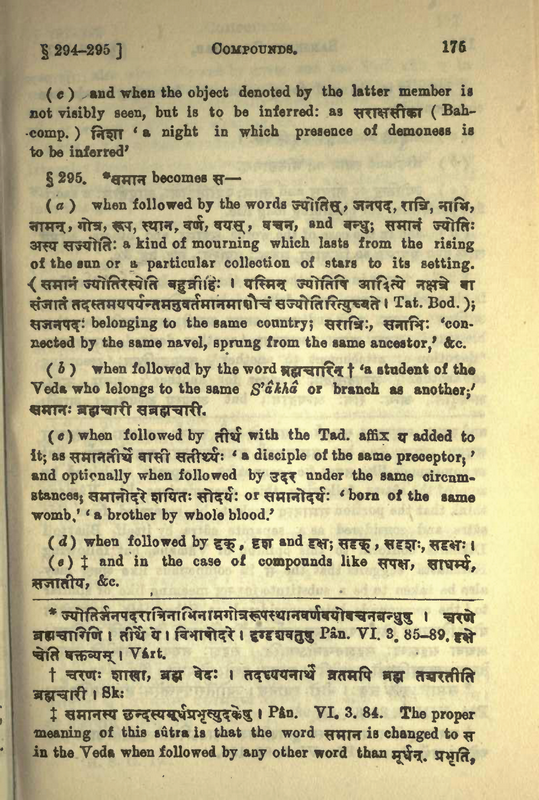 § 294-295 ] COMPOUNDS. 175
(c) and when the object denoted by the latter member is
not visibly seen, but is to be inferred: as सराक्षसीका ( Bah-
comp. ) निशा ‘ a night in which presence of demoness is
to be inferred’
§ 295. *समान becomes स—
(a) when followed by the words ज्योतिस्, जनपद, रात्रि, नाभि,
नामन्, गोत्र, रूप, स्थान, वर्ण, वयस्, वचन, and बन्धु; समानं ज्योतिः
अस्य सज्योतिः a kind of mourning which lasts from the rising
of the sun or a particular collection of stars to its setting.
( समानं ज्योतिरस्येति बहुव्रीहिः । यस्मिन् ज्योतिषि आदित्ये नक्षत्रे वा
संजातं तदस्तमयपर्यन्तमनुवर्तमानमाशौचं सज्योतिरित्युच्यते । Tat. Bod. );
सजनपदः belonging to the same country; सरात्रिः, सनाभिः ‘con-
nected by the same navel, sprung from the same ancestor,’ &c.
(b) when followed by the word ब्रह्मचारिन् † ‘a student of the
Veda who lelongs to the same S'âkhâ or branch as another;’
समानः ब्रह्मचारी सब्रह्मचारी.
(c) when followed by तीर्थ with the Tad. affix य added to
it; as समानतीर्थे वासी सतीर्थ्यः ‘ a disciple of the same preceptor, ’
and optionally when followed by उदर under the same circum-
stances; समानोदरे शयितः सोदर्यः or समानोदर्यः ‘born of the same
womb,’ ‘ a brother by whole blood.’
(d) when followed by दृक्, दृश and दृक्ष; सदृक्, सदृशः, सदृक्षः ।
(e) ‡ and in the case of compounds like सपक्ष, साधर्म्य,
सजातीय, &c.
* ज्योतिर्जनपदरात्रिनाभिनामगोत्ररूपस्थानवर्णवयोवचनबन्धुषु । चरणे
ब्रह्मचारिणि । तीर्थे ये । विभाषोदरे । दृग्दृशवतुषु Pân. VI. 3. 85-89. दृक्षे
चेति वक्तव्यम् । Várt.
† चरणः शाखा, ब्रह्म वेदः । तदध्ययनार्थं व्रतमपि ब्रह्म तच्चरतीति
ब्रह्मचारी । Sk:
‡ समानस्य छन्दस्यमूर्धप्रभृत्युदर्केषु । Pân. VI. 3. 84. The proper
meaning of this sûtra is that the word समान is changed to स
in the Veda when followed by any other word than मूर्धन्, प्रभृति,